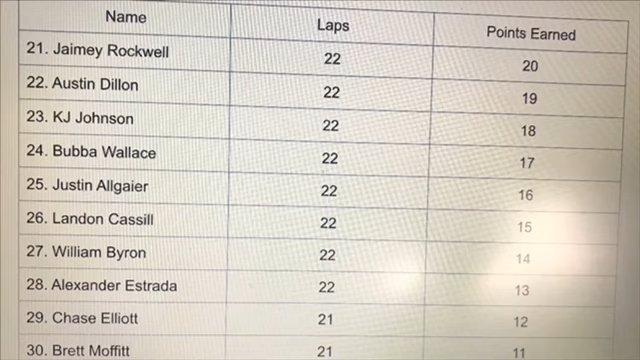 Name Laps Points Earned
21. Jaimey Rockwell 22 20
22. Austin Dillon 22 19
23. KJ Johnson 22 18
24. Bubba Wallace 22 17
25. Justin Allgaier 22 16
26. Landon Cassill 22 15
27. William Byron 22 14
28. Alexander Estrada 22 13
29. Chase Elliott 21 12
30. Brett Moffitt 21 11